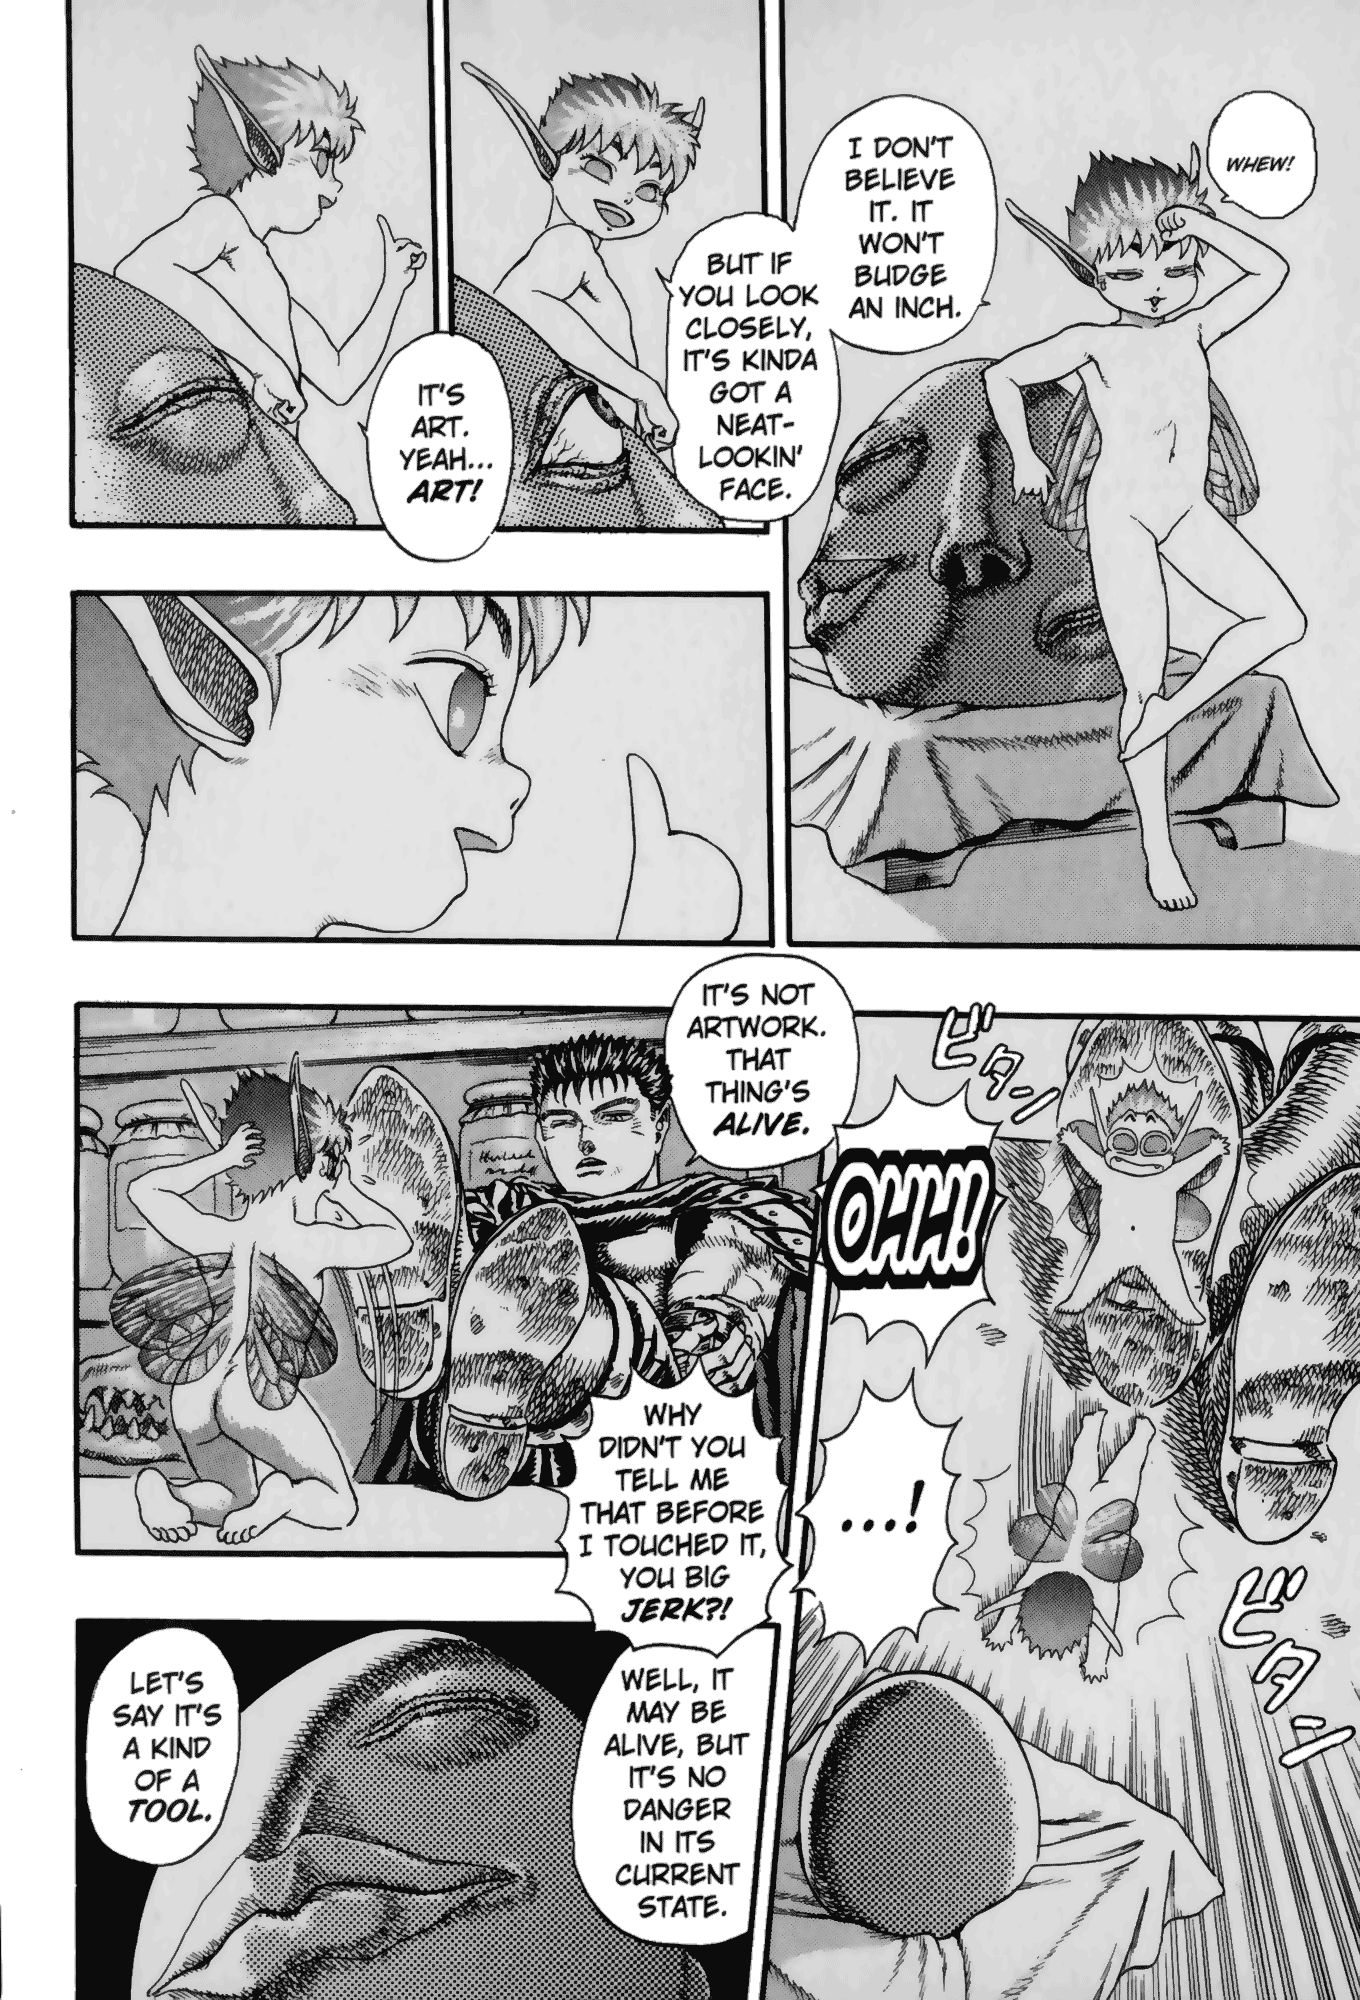 WHEW!
I DON'T
BELIEVE
IT. IT
WON'T
BUDGE
AN INCH.
BUT IF
YOU LOOK
CLOSELY,
IT'S KINDA
GOT A
NEAT-
LOOKIN'
FACE.
IT'S
ART.
YEAH...
ART!
ビタン
OHH!
...!
ビタン
IT'S NOT
ARTWORK.
THAT
THING'S
ALIVE.
WHY
DIDN'T YOU
TELL ME
THAT BEFORE
I TOUCHED IT,
YOU BIG
JERK?!
WELL, IT
MAY BE
ALIVE, BUT
IT'S NO
DANGER
IN ITS
CURRENT
STATE.
LET'S
SAY IT'S
A KIND
OF A
TOOL.